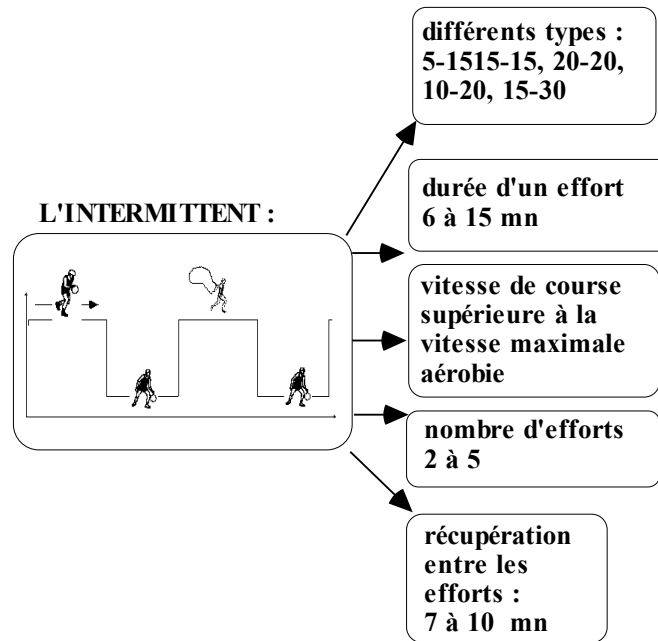 différents types :
5-1515-15, 20-20,
10-20, 15-30
durée d'un effort
6 à 15 mn
L'INTERMITTENT :
vitesse de course
supérieure à la
vitesse maximale
aérobie
nombre d'efforts
2 à 5
récupération
entre les
efforts :
7 à 10 mn